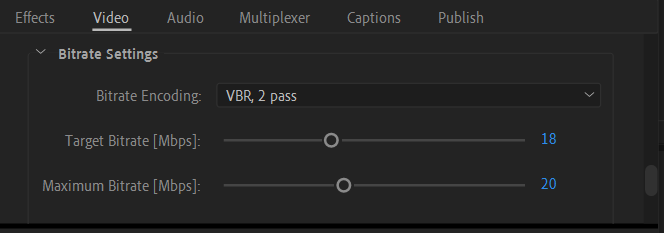 Effects Video Audio Multiplexer Captions Publish
Bitrate Settings
Bitrate Encoding: VBR, 2 pass
Target Bitrate [Mbps]: 18
Maximum Bitrate [Mbps]: 20